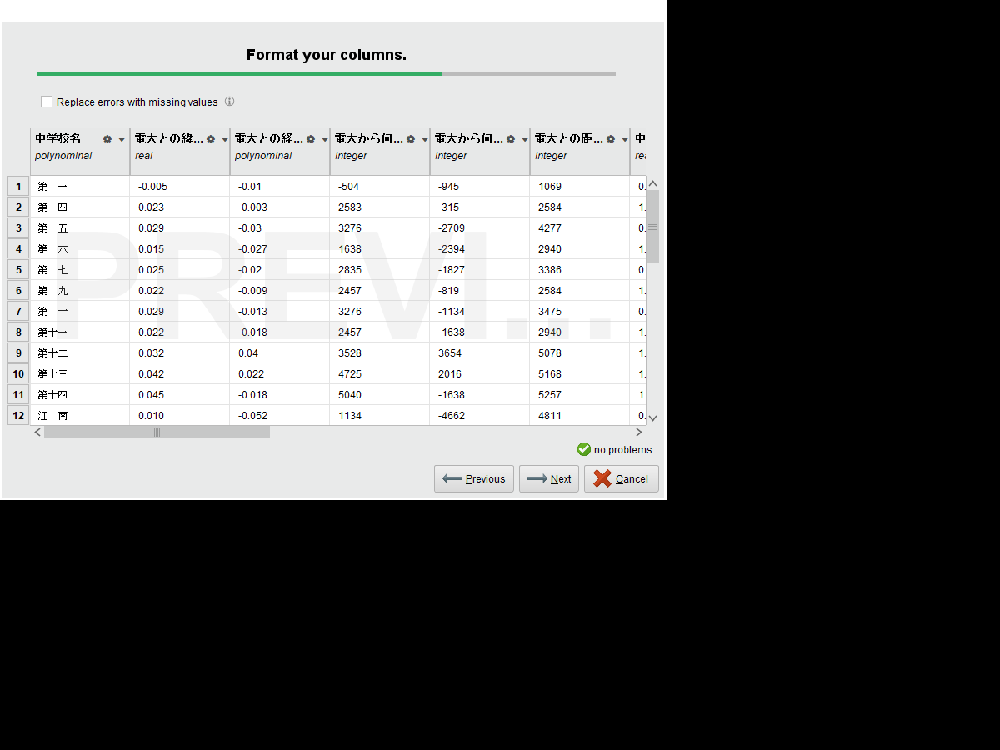 Format your columns.
Replace errors with missing values
中学校名 電大との緯... 電大との経... 電大から何... 電大から何... 電大との距... 中
polynominal real polynominal integer integer integer
1 第　一 -0.005 -0.01 -504 -945 1069 0.
2 第　四 0.023 -0.003 2583 -315 2584 1.
3 第　五 0.029 -0.03 3276 -2709 4277 0.
4 第　六 0.015 -0.027 1638 -2394 2940 1.
5 第　七 0.025 -0.02 2835 -1827 3386 0.
6 第　九 0.022 -0.009 2457 -819 2584 1.
7 第　十 0.029 -0.013 3276 -1134 3475 0.
8 第十一 0.022 -0.018 2457 -1638 2940 1.
9 第十二 0.032 0.04 3528 3654 5078 1.
10 第十三 0.042 0.022 4725 2016 5168 1.
11 第十四 0.045 -0.018 5040 -1638 5257 1.
12 江　南 0.010 -0.052 1134 -4662 4811 0.
PREVI...
no problems.
Previous Next Cancel